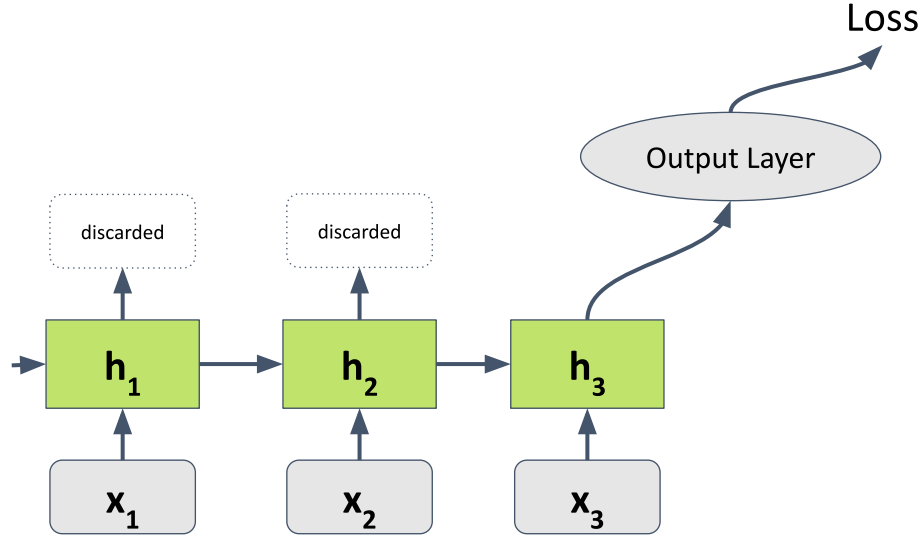 Loss
Output Layer
discarded discarded
h₁ h₂ h₃
x₁ x₂ x₃